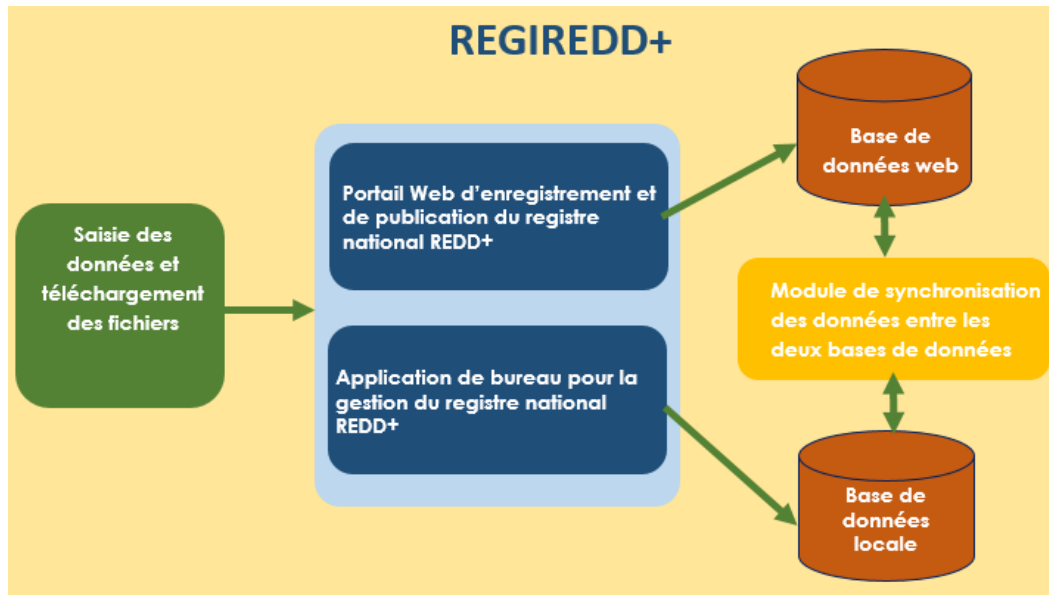 REGIREDD+
Saisie des
données et
téléchargement
des fichiers
Portail Web d'enregistrement et
de publication du registre
national REDD+
Application de bureau pour la
gestion du registre national
REDD+
Base de
données web
Module de synchronisation
des données entre les
deux bases de données
Base de
données
locale